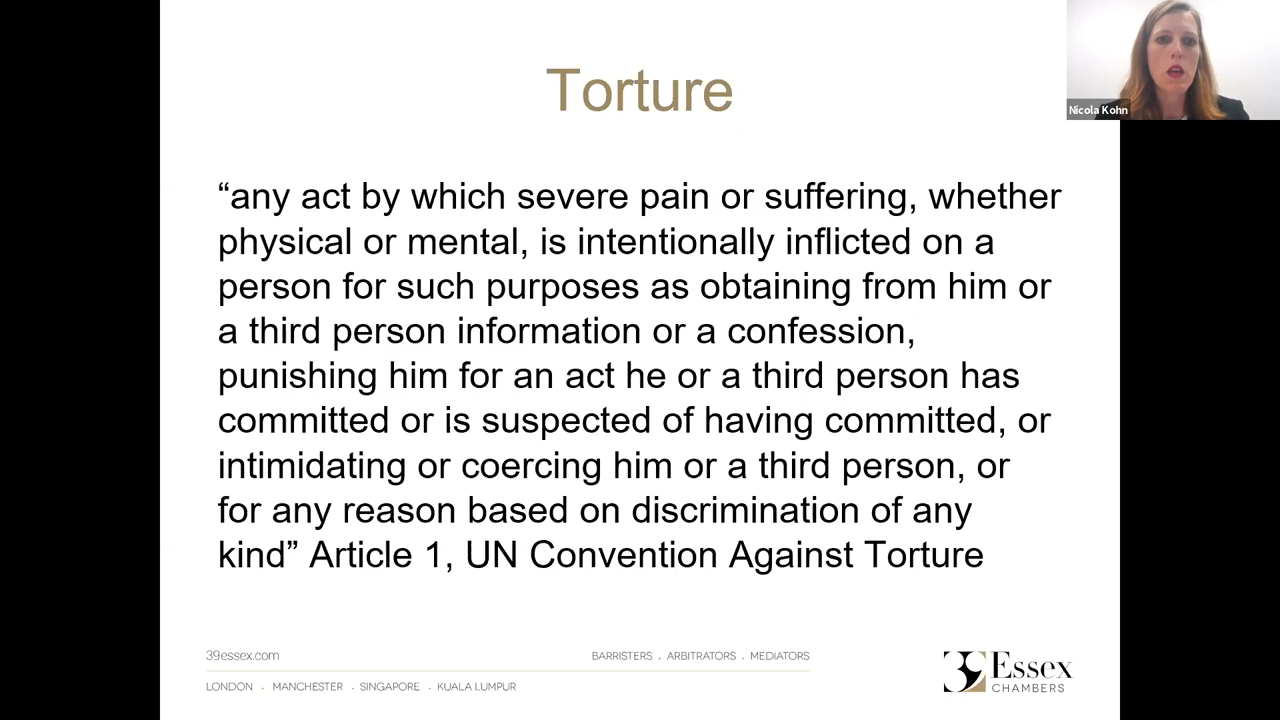 Torture
Nicola Kohn
“any act by which severe pain or suffering, whether
physical or mental, is intentionally inflicted on a
person for such purposes as obtaining from him or
a third person information or a confession,
punishing him for an act he or a third person has
committed or is suspected of having committed, or
intimidating or coercing him or a third person, or
for any reason based on discrimination of any
kind” Article 1, UN Convention Against Torture
39essex.com
BARRISTERS . ARBITRATORS . MEDIATORS
LONDON . MANCHESTER . SINGAPORE . KUALA LUMPUR
39 Essex
CHAMBERS